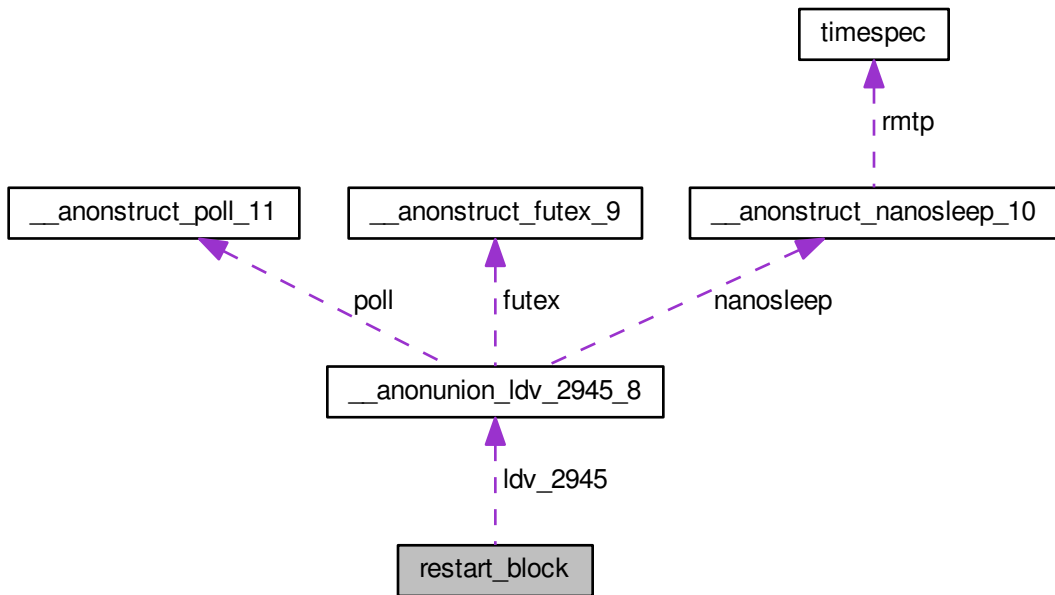 timespec
rmtp
__anonstruct_poll_11
__anonstruct_futex_9
__anonstruct_nanosleep_10
poll
futex
nanosleep
__anonunion_ldv_2945_8
ldv_2945
restart_block